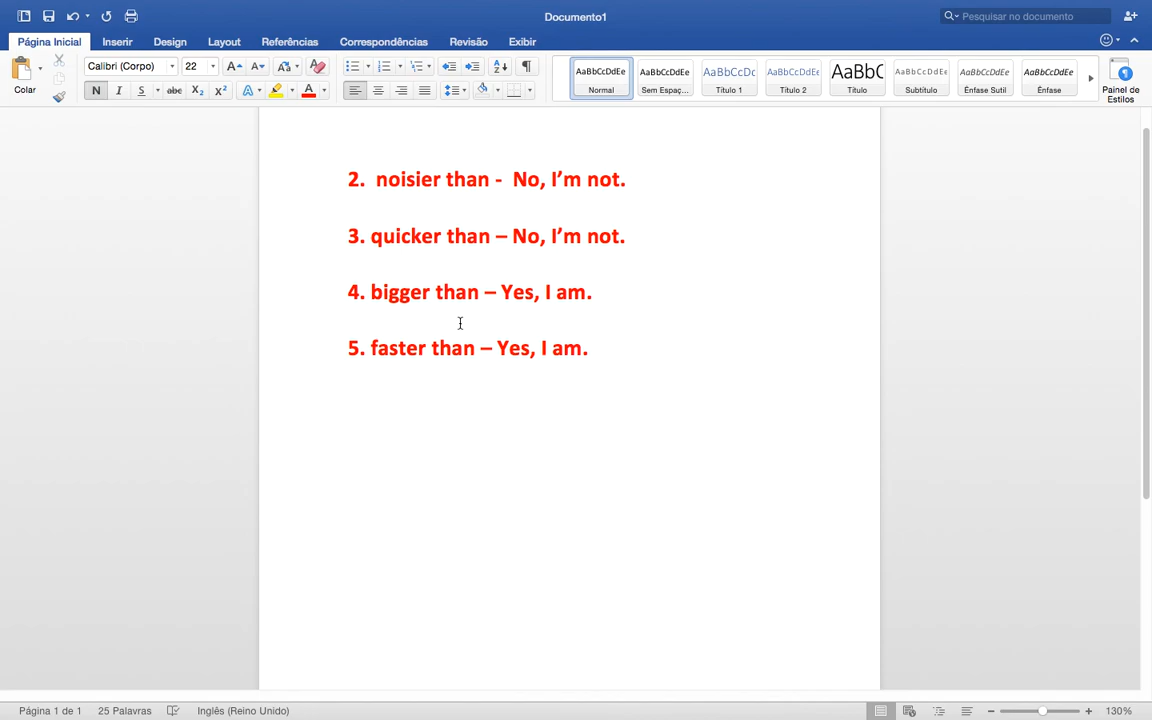 Documento1
Pesquisar no documento
Página Inicial Inserir Design Layout Referências Correspondências Revisão Exibir
Colar
Calibri (Corpo) 22
N I S abc X₂ X²
A A
AaBbCcDdEe AaBbCcDdEe AaBbCcDc AaBbCcDdEe AaBbC AaBbCcDdEe AaBbCcDdEe AaBbCcDdEe
Normal Sem Espaç... Título 1 Título 2 Título Subtítulo Ênfase Sutil Ênfase
Painel de
Estilos
2.  noisier than -  No, I’m not.
3. quicker than – No, I’m not.
4. bigger than – Yes, I am.
5. faster than – Yes, I am.
Página 1 de 1 25 Palavras Inglês (Reino Unido) 130%